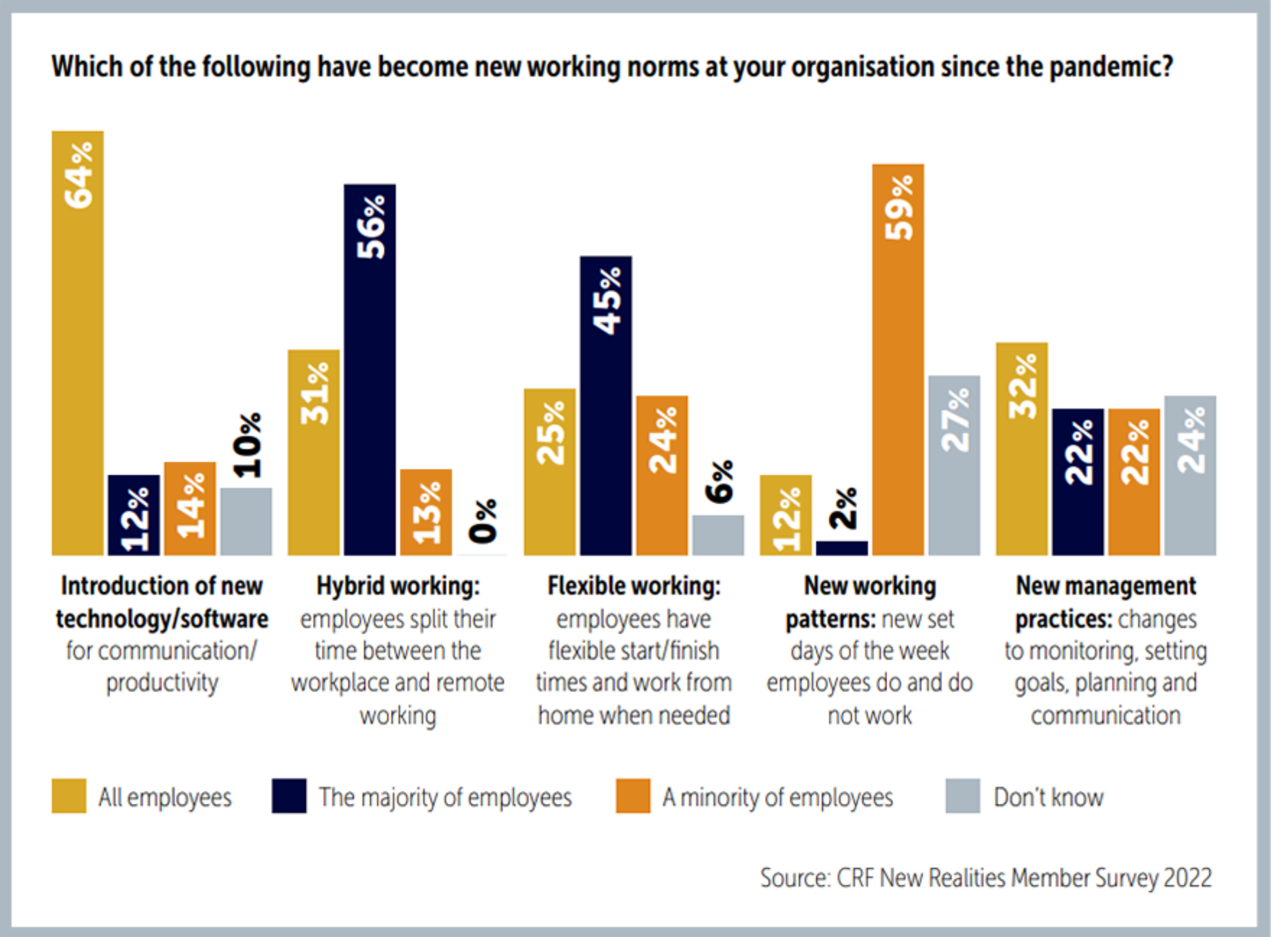 Which of the following have become new working norms at your organisation since the pandemic?
64%
12%
14%
10%
31%
56%
13%
0%
25%
45%
24%
6%
12%
2%
59%
27%
32%
22%
22%
24%
Introduction of new
technology/software
for communication/
productivity
Hybrid working:
employees split their
time between the
workplace and remote
working
Flexible working:
employees have
flexible start/finish
times and work from
home when needed
New working
patterns: new set
days of the week
employees do and do
not work
New management
practices: changes
to monitoring, setting
goals, planning and
communication
All employees
The majority of employees
A minority of employees
Don't know
Source: CRF New Realities Member Survey 2022